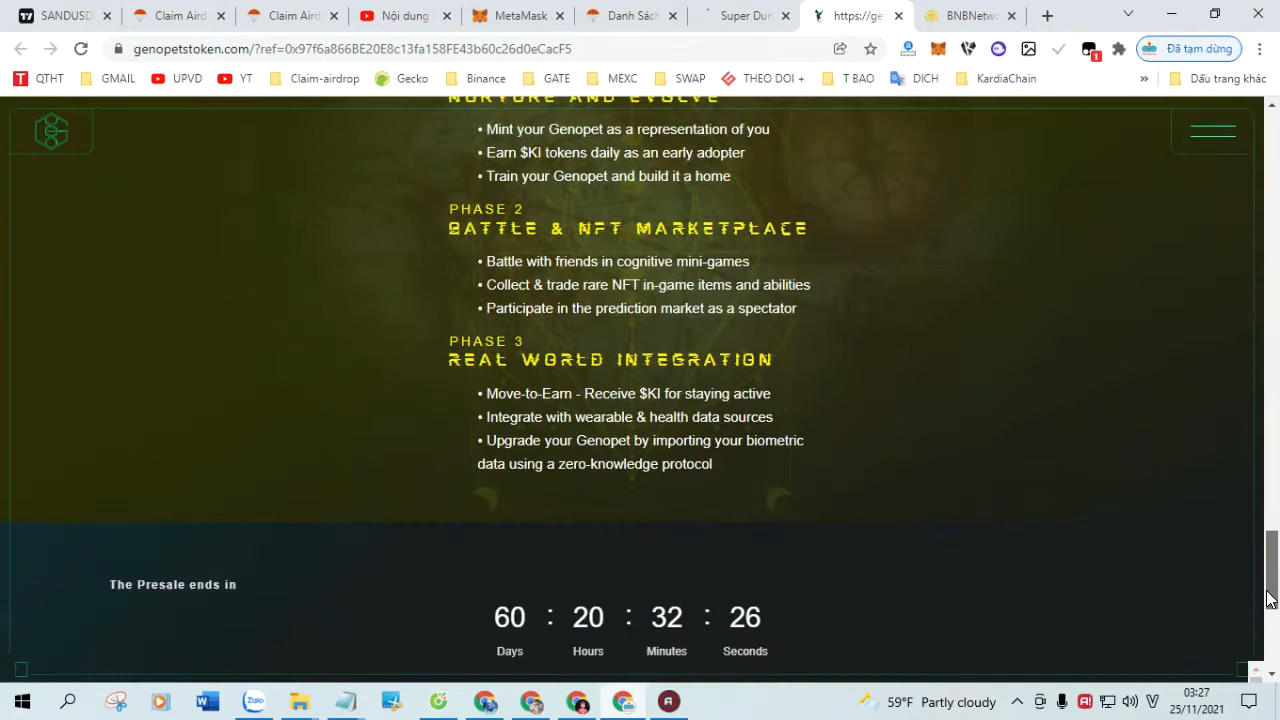 SANDUSDT
Claim Aird
Claim Aird
Nội dung
MetaMask
Danh Sách
Super Dun
https://ge
BNBNetwo
genopetstoken.com/?ref=0x97f6a866BE20E8c13fa158FE43b60c26d0eCacF5
Đã tạm dừng
QTHT
GMAIL
UPVD
YT
Claim-airdrop
Gecko
Binance
GATE
MEXC
SWAP
THEO DOI +
T BAO
DICH
KardiaChain
»
Dấu trang khác
NURTURE AND EVOLVE
• Mint your Genopet as a representation of you
• Earn $KI tokens daily as an early adopter
• Train your Genopet and build it a home
PHASE 2
BATTLE & NFT MARKETPLACE
• Battle with friends in cognitive mini-games
• Collect & trade rare NFT in-game items and abilities
• Participate in the prediction market as a spectator
PHASE 3
REAL WORLD INTEGRATION
• Move-to-Earn - Receive $KI for staying active
• Integrate with wearable & health data sources
• Upgrade your Genopet by importing your biometric
data using a zero-knowledge protocol
The Presale ends in
60 : 20 : 32 : 26
Days Hours Minutes Seconds
Zalo
59°F Partly cloudy
03:27
25/11/2021